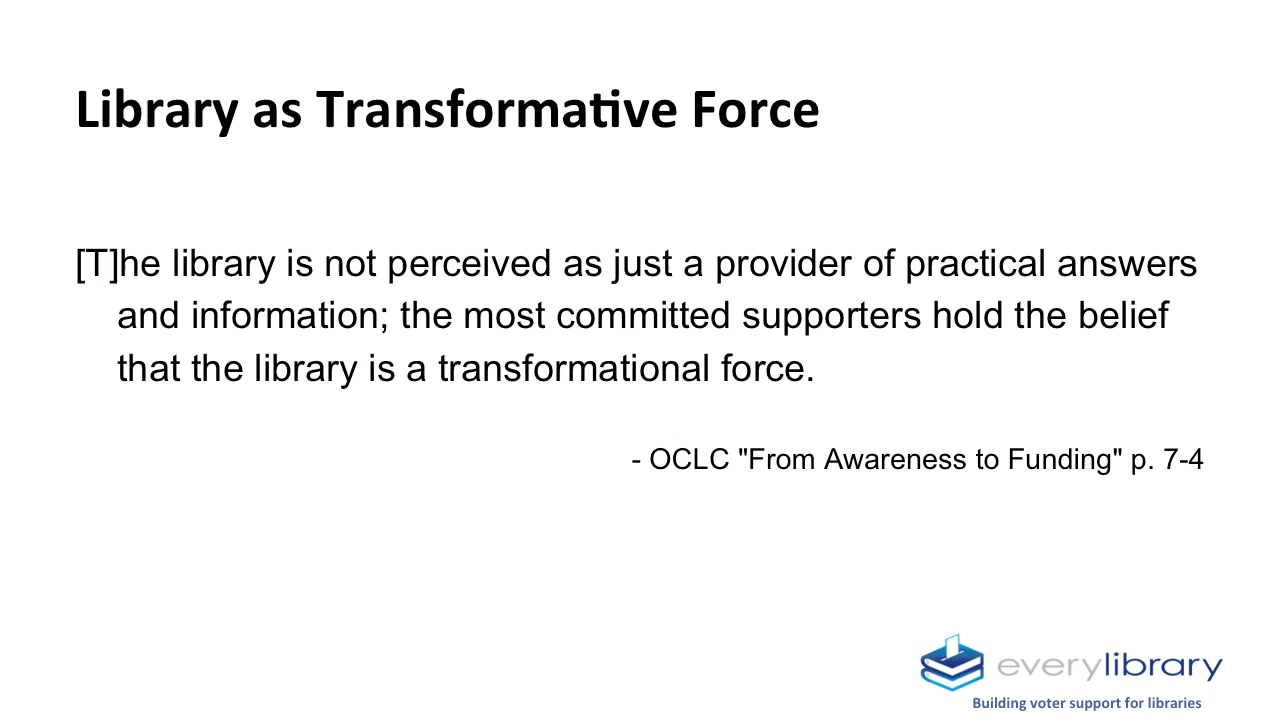 Library as Transformative Force
[T]he library is not perceived as just a provider of practical answers
and information; the most committed supporters hold the belief
that the library is a transformational force.
- OCLC "From Awareness to Funding" p. 7-4
everylibrary
Building voter support for libraries